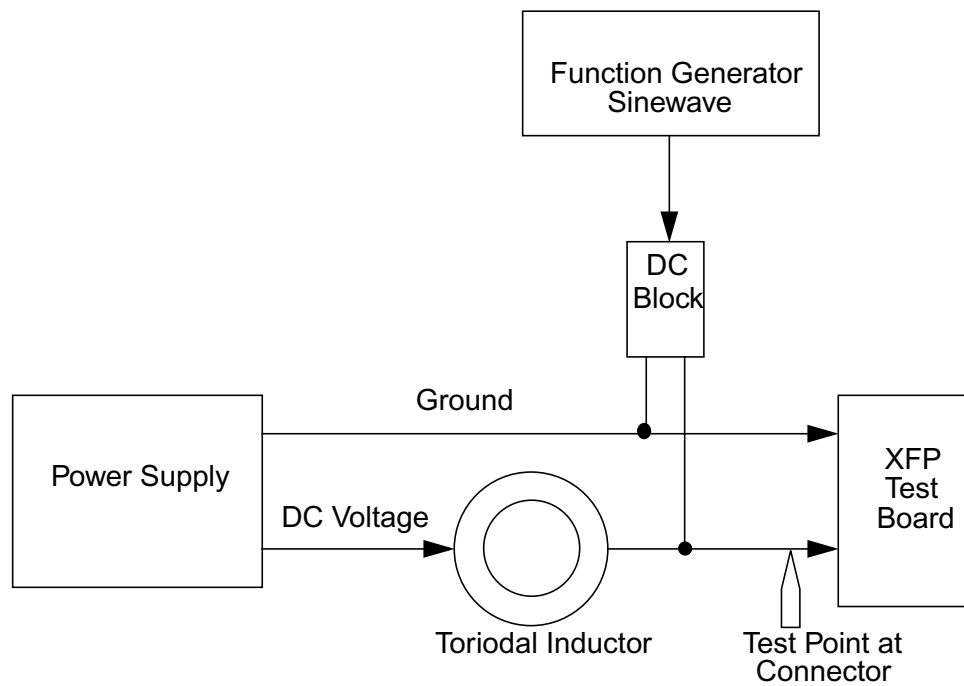 Function Generator
Sinewave
DC
Block
Ground
Power Supply
DC Voltage
XFP
Test
Board
Toriodal Inductor
Test Point at
Connector